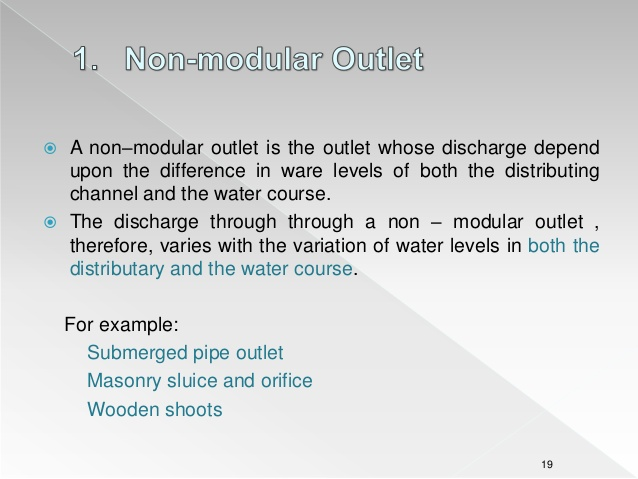 1. Non-modular Outlet
A non–modular outlet is the outlet whose discharge depend
upon the difference in ware levels of both the distributing
channel and the water course.
The discharge through through a non – modular outlet ,
therefore, varies with the variation of water levels in both the
distributary and the water course.
For example:
Submerged pipe outlet
Masonry sluice and orifice
Wooden shoots
19